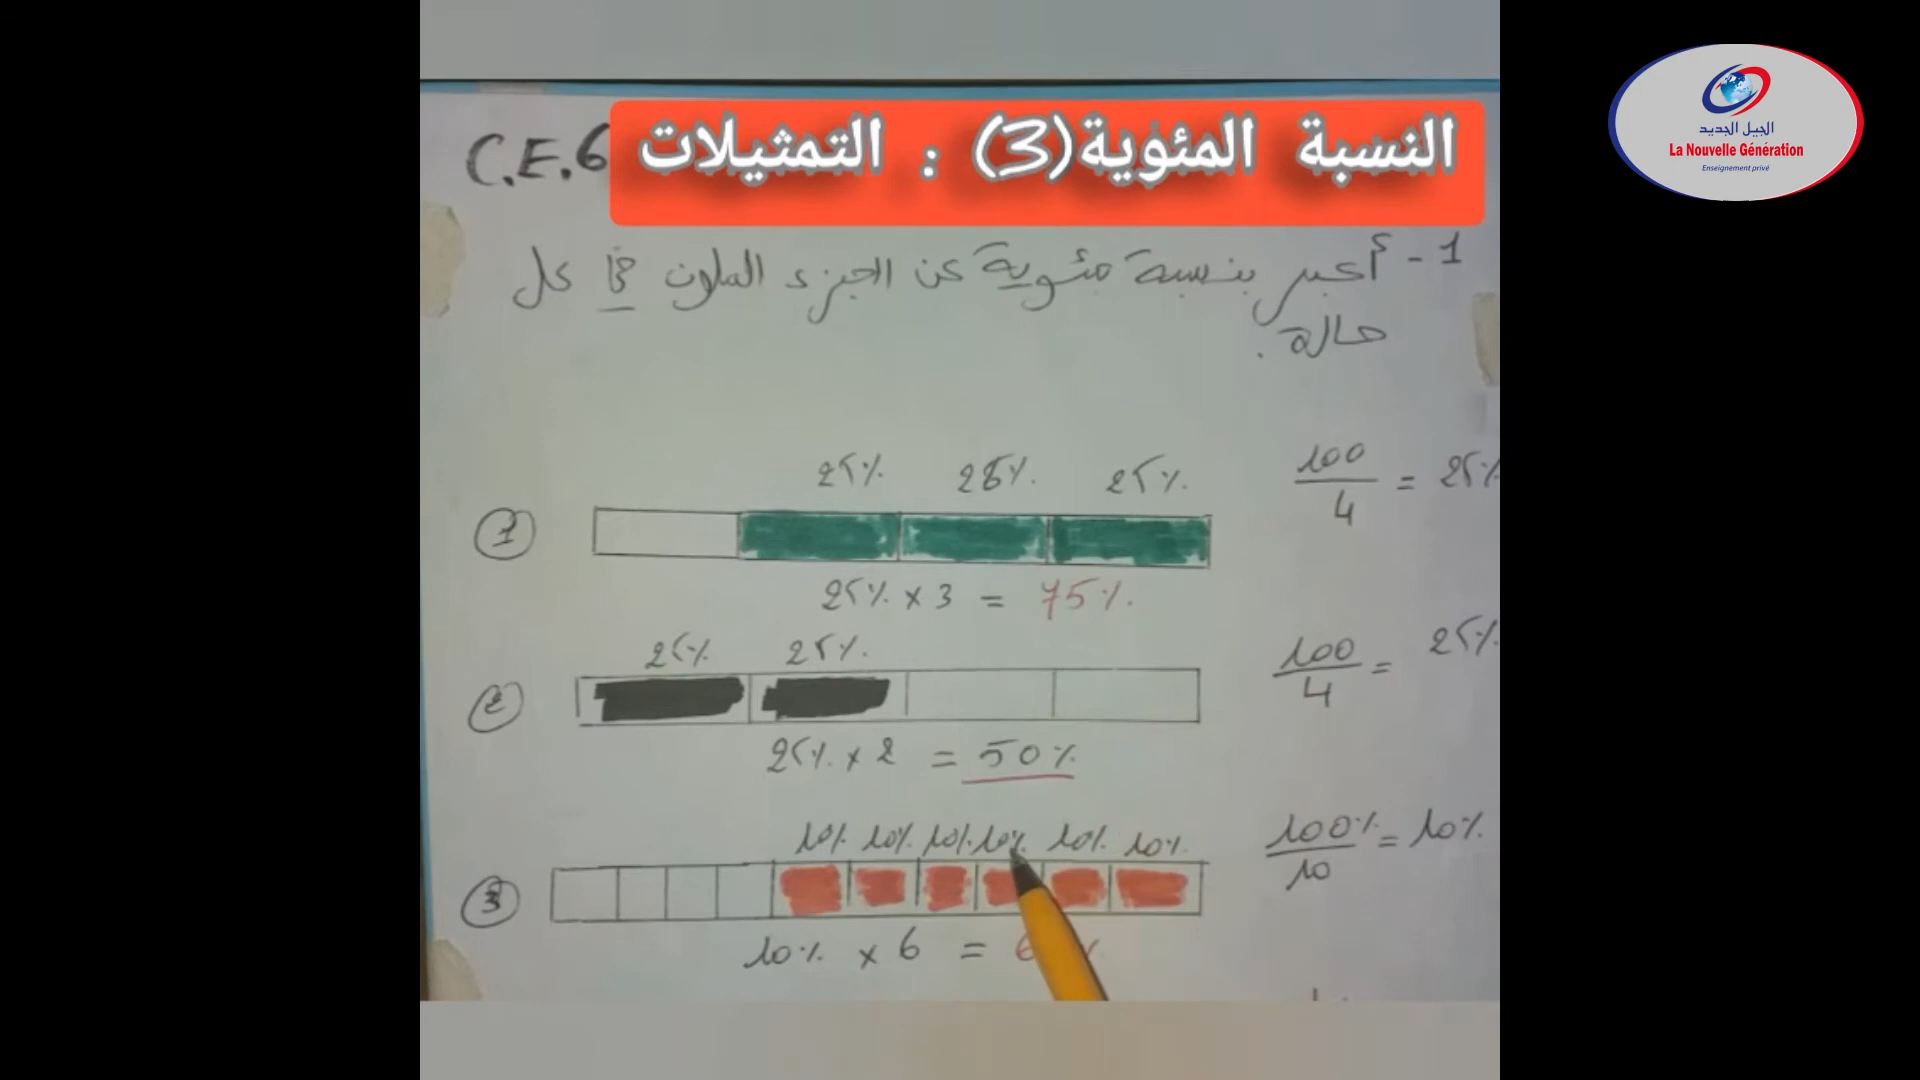 الجيل الجديد
La Nouvelle Génération
Enseignement privé
النسبة المئوية(3) : التمثيلات
C.E.6
1 - أعبر بنسبة مئوية عن الجزء الملون في كل
حالة.
25% 25% 25%
100/4 = 25%
1
25% x 3 = 75%
25% 25%
100/4 = 25%
2
25% x 2 = 50%
10% 10% 10% 10% 10% 10%
100%/10 = 10%
3
10% x 6 =